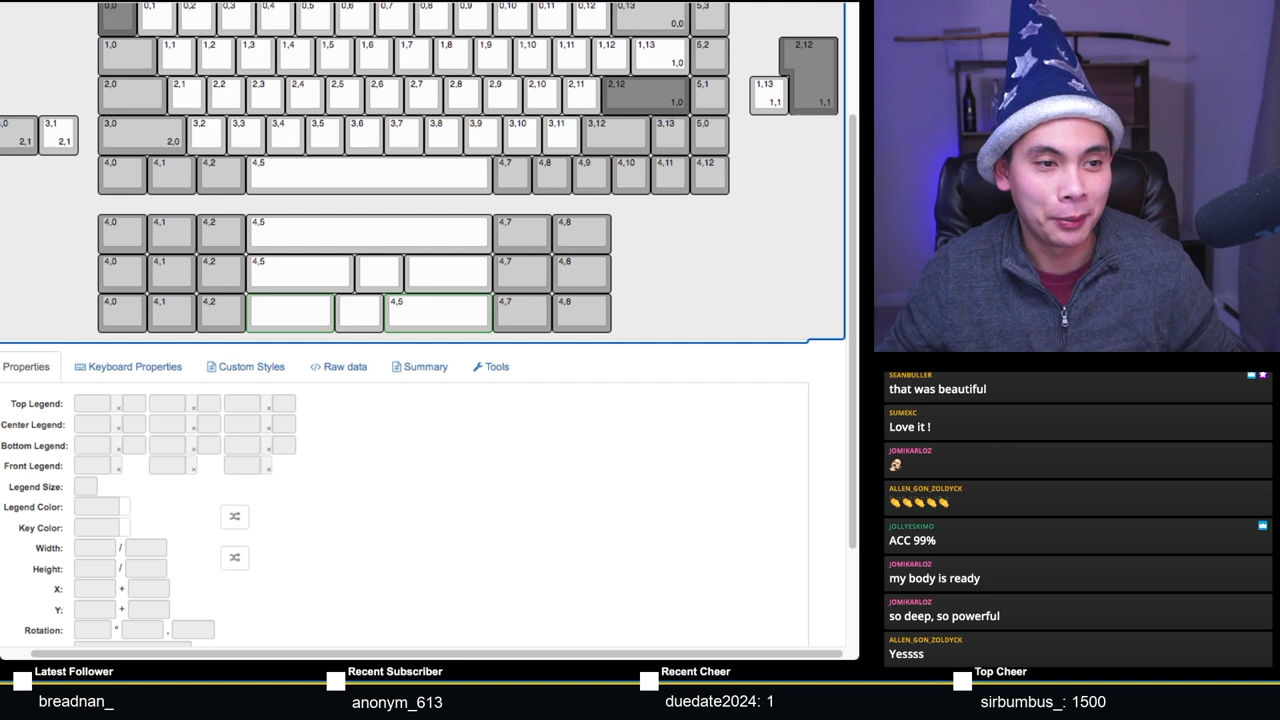 0,0 0,1 0,2 0,3 0,4 0,5 0,6 0,7 0,8 0,9 0,10 0,11 0,12 0,13 5,3
0,0
1,0 1,1 1,2 1,3 1,4 1,5 1,6 1,7 1,8 1,9 1,10 1,11 1,12 1,13 5,2 2,12
1,0
2,0 2,1 2,2 2,3 2,4 2,5 2,6 2,7 2,8 2,9 2,10 2,11 2,12 5,1 1,13
1,0 1,1 1,1
3,1 3,0 3,2 3,3 3,4 3,5 3,6 3,7 3,8 3,9 3,10 3,11 3,12 3,13 5,0
2,1 2,1 2,0
4,0 4,1 4,2 4,5 4,7 4,8 4,9 4,10 4,11 4,12
4,0 4,1 4,2 4,5 4,7 4,8
4,0 4,1 4,2 4,5 4,7 4,8
4,0 4,1 4,2 4,5 4,7 4,8
Properties Keyboard Properties Custom Styles </> Raw data Summary Tools
Top Legend:
Center Legend:
Bottom Legend:
Front Legend:
Legend Size:
Legend Color:
Key Color:
Width: /
Height: /
X: +
Y: +
Rotation: ° ,
SEANBULLER
that was beautiful
SUMEXC
Love it !
JOMIKARLOZ
ALLEN_GON_ZOLDYCK
JOLLYESKIMO
ACC 99%
JOMIKARLOZ
my body is ready
JOMIKARLOZ
so deep, so powerful
ALLEN_GON_ZOLDYCK
Yessss
Latest Follower
breadnan_
Recent Subscriber
anonym_613
Recent Cheer
duedate2024: 1
Top Cheer
sirbumbus_: 1500